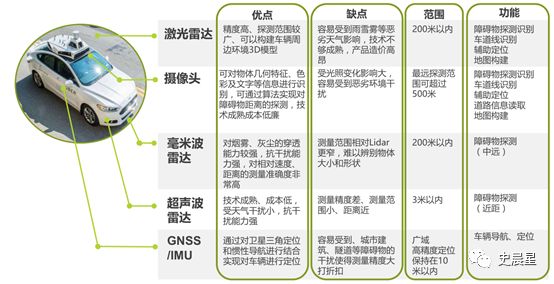 优点
缺点
范围
功能
激光雷达
精度高、探测范围较
广、可以构建车辆周
边环境3D模型
容易受到雨雪雾等恶
劣天气影响，技术不
够成熟，产品造价高
昂
200米以内
障碍物探测识别
车道线识别
辅助定位
地图构建
摄像头
可对物体几何特征、色
彩及文字等信息进行识
别，可通过算法实现对
障碍物距离的探测，技
术成熟成本低廉
受光照变化影响大，
容易受到恶劣环境干
扰
最远探测范
围可超过
500米
障碍物探测识别
车道线识别
辅助定位
道路信息读取
地图构建
毫米波
雷达
对烟雾、灰尘的穿透
能力较强，抗干扰能
力强，对相对速度、
距离的测量准确度非
常高
测量范围相对Lidar
更窄，难以辨别物体
大小和形状
200米以内
障碍物探测
（中远）
超声波
雷达
技术成熟、成本低，
受天气干扰小，抗干
扰能力强
测量精度差、测量范
围小、距离近
3米以内
障碍物探测
（近距）
GNSS
/IMU
通过对卫星三角定位
和惯性导航进行结合
实现对车辆进行定位
容易受到、城市建
筑、隧道等障碍物的
干扰使得测量精度大
打折扣
广域
高精度定位
保持在10
米以内
车辆导航、定位
史晨星